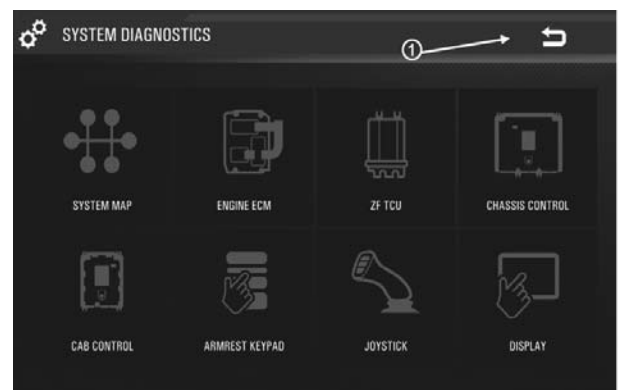 SYSTEM DIAGNOSTICS
1
SYSTEM MAP
ENGINE ECM
ZF TCU
CHASSIS CONTROL
CAB CONTROL
ARMREST KEYPAD
JOYSTICK
DISPLAY